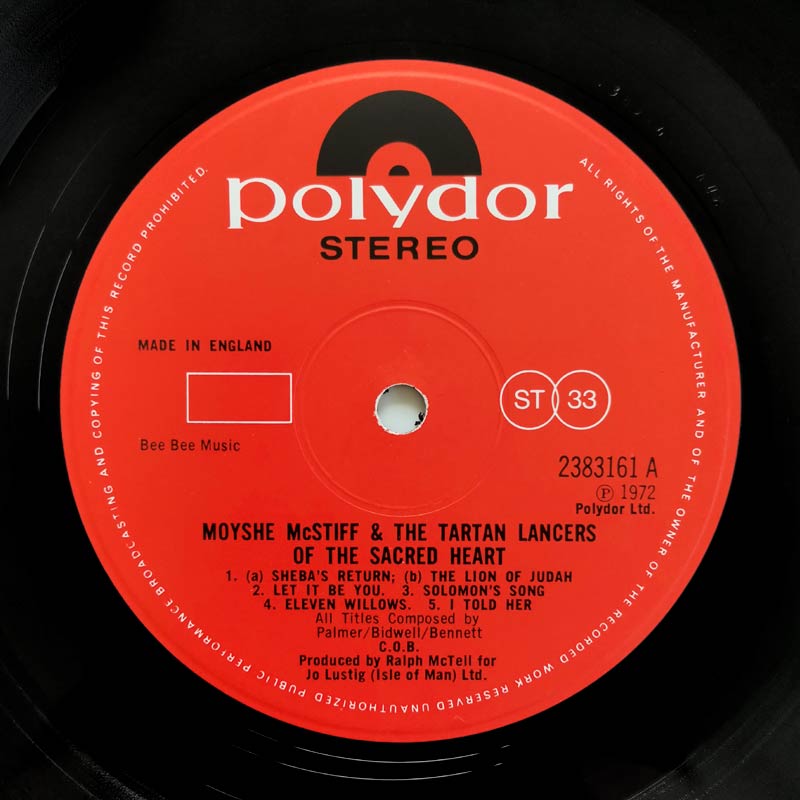 polydor
STEREO
ALL RIGHTS OF THE MANUFACTURER AND OF THE OWNER OF THE RECORDED WORK RESERVED UNAUTHORIZED PUBLIC PERFORMANCE BROADCASTING AND COPYING OF THIS RECORD PROHIBITED.
MADE IN ENGLAND
ST 33
Bee Bee Music
2383161 A
℗ 1972
Polydor Ltd.
MOYSHE McSTIFF & THE TARTAN LANCERS
OF THE SACRED HEART
1. (a) SHEBA'S RETURN; (b) THE LION OF JUDAH
2. LET IT BE YOU. 3. SOLOMON'S SONG
4. ELEVEN WILLOWS. 5. I TOLD HER
All Titles Composed by
Palmer/Bidwell/Bennett
C.O.B.
Produced by Ralph McTell for
Jo Lustig (Isle of Man) Ltd.